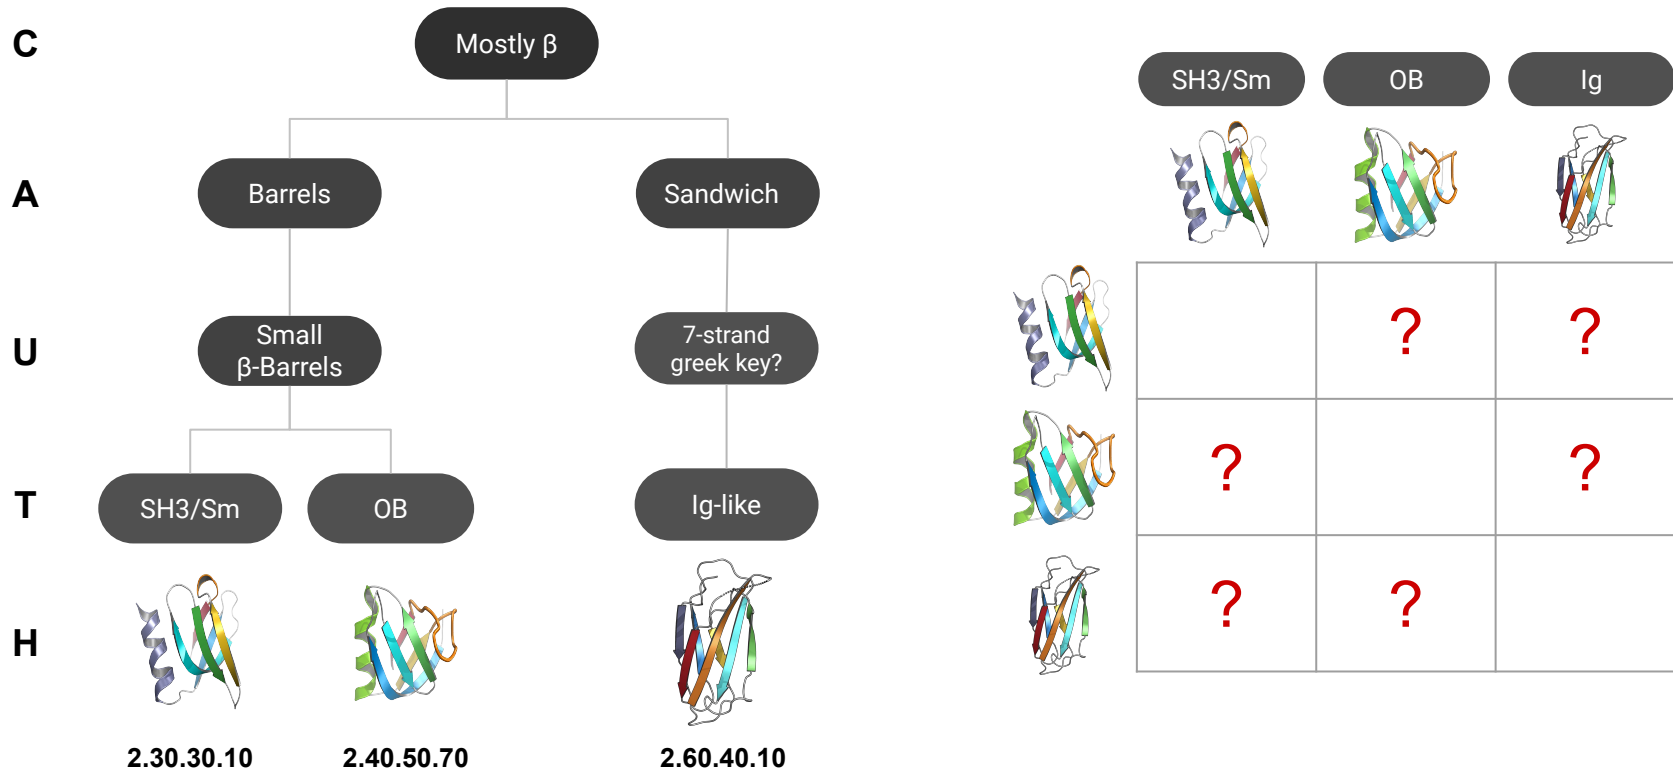 C
Mostly β
SH3/Sm
OB
Ig
A
Barrels
Sandwich
U
Small
β-Barrels
7-strand
greek key?
?
?
?
?
T
SH3/Sm
OB
Ig-like
?
?
H
2.30.30.10
2.40.50.70
2.60.40.10